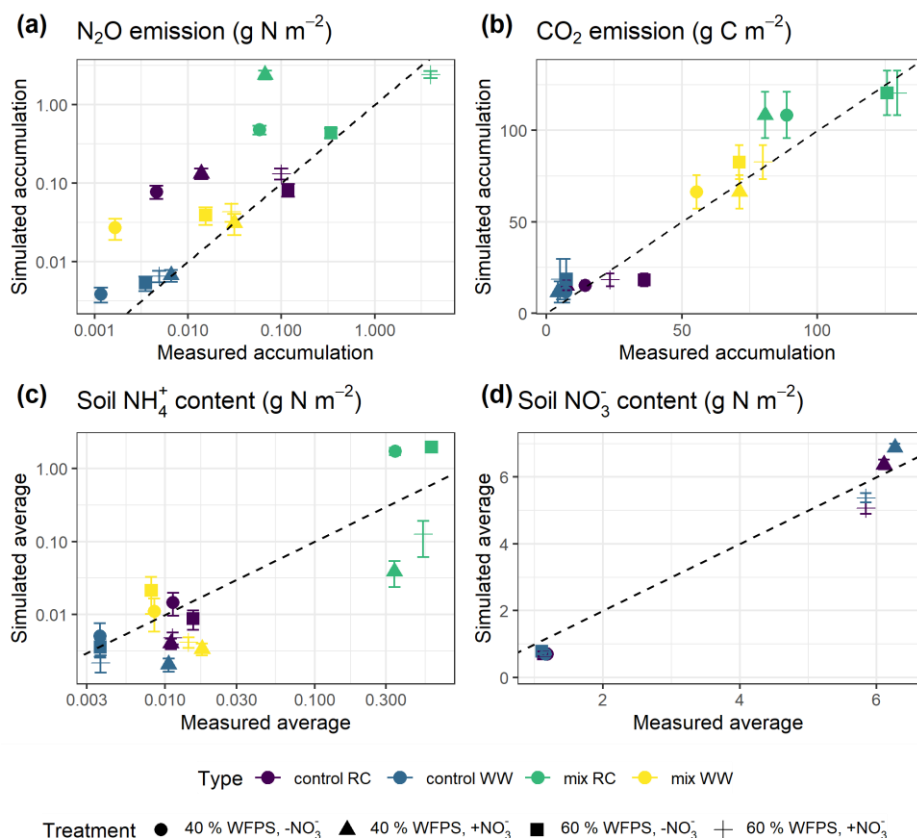 (a) N₂O emission (g N m⁻²)
Simulated accumulation
1.00
0.10
0.01
0.001 0.010 0.100 1.000
Measured accumulation
(b) CO₂ emission (g C m⁻²)
Simulated accumulation
100
50
0
0 50 100
Measured accumulation
(c) Soil NH₄⁺ content (g N m⁻²)
Simulated average
1.00
0.10
0.01
0.003 0.010 0.030 0.100 0.300
Measured average
(d) Soil NO₃⁻ content (g N m⁻²)
Simulated average
6
4
2
0
2 4 6
Measured average
Type control RC control WW mix RC mix WW
Treatment 40 % WFPS, -NO₃⁻ 40 % WFPS, +NO₃⁻ 60 % WFPS, -NO₃⁻ 60 % WFPS, +NO₃⁻